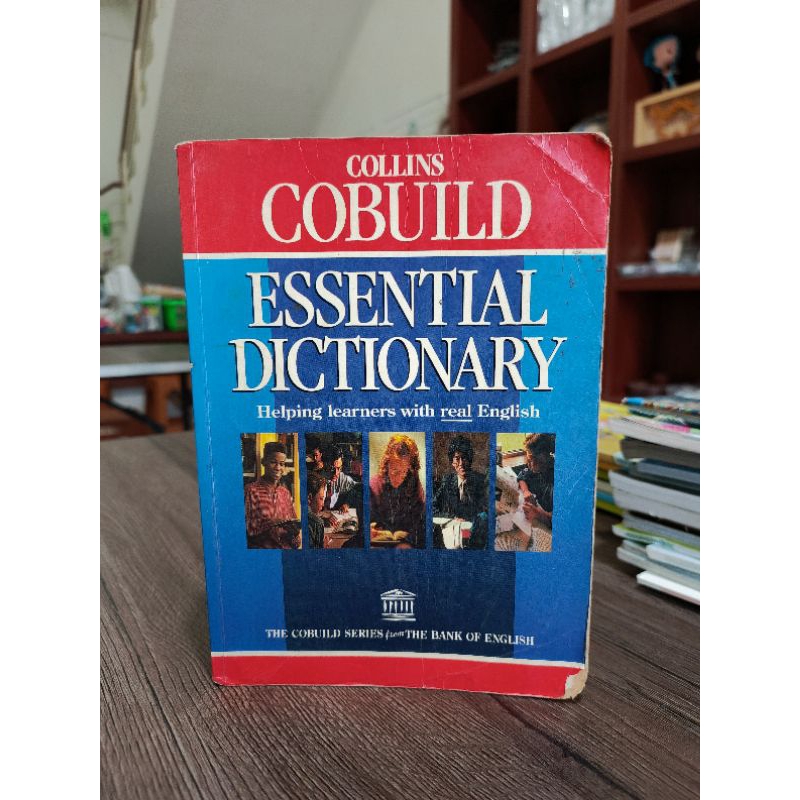 COLLINS
COBUILD
ESSENTIAL
DICTIONARY
Helping learners with real English
THE COBUILD SERIES from THE BANK OF ENGLISH